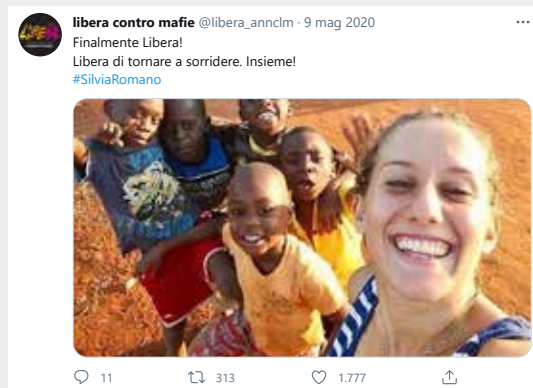 libera contro mafie @libera_annclm · 9 mag 2020
Finalmente Libera!
Libera di tornare a sorridere. Insieme!
#SilviaRomano
11 313 1.777